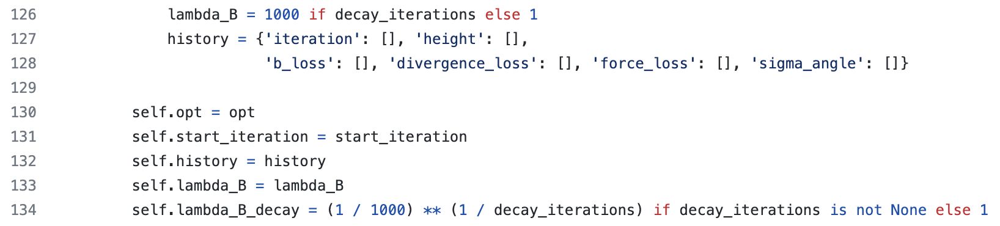 126 lambda_B = 1000 if decay_iterations else 1
127 history = {'iteration': [], 'height': [],
128 'b_loss': [], 'divergence_loss': [], 'force_loss': [], 'sigma_angle': []}
129
130 self.opt = opt
131 self.start_iteration = start_iteration
132 self.history = history
133 self.lambda_B = lambda_B
134 self.lambda_B_decay = (1 / 1000) ** (1 / decay_iterations) if decay_iterations is not None else 1